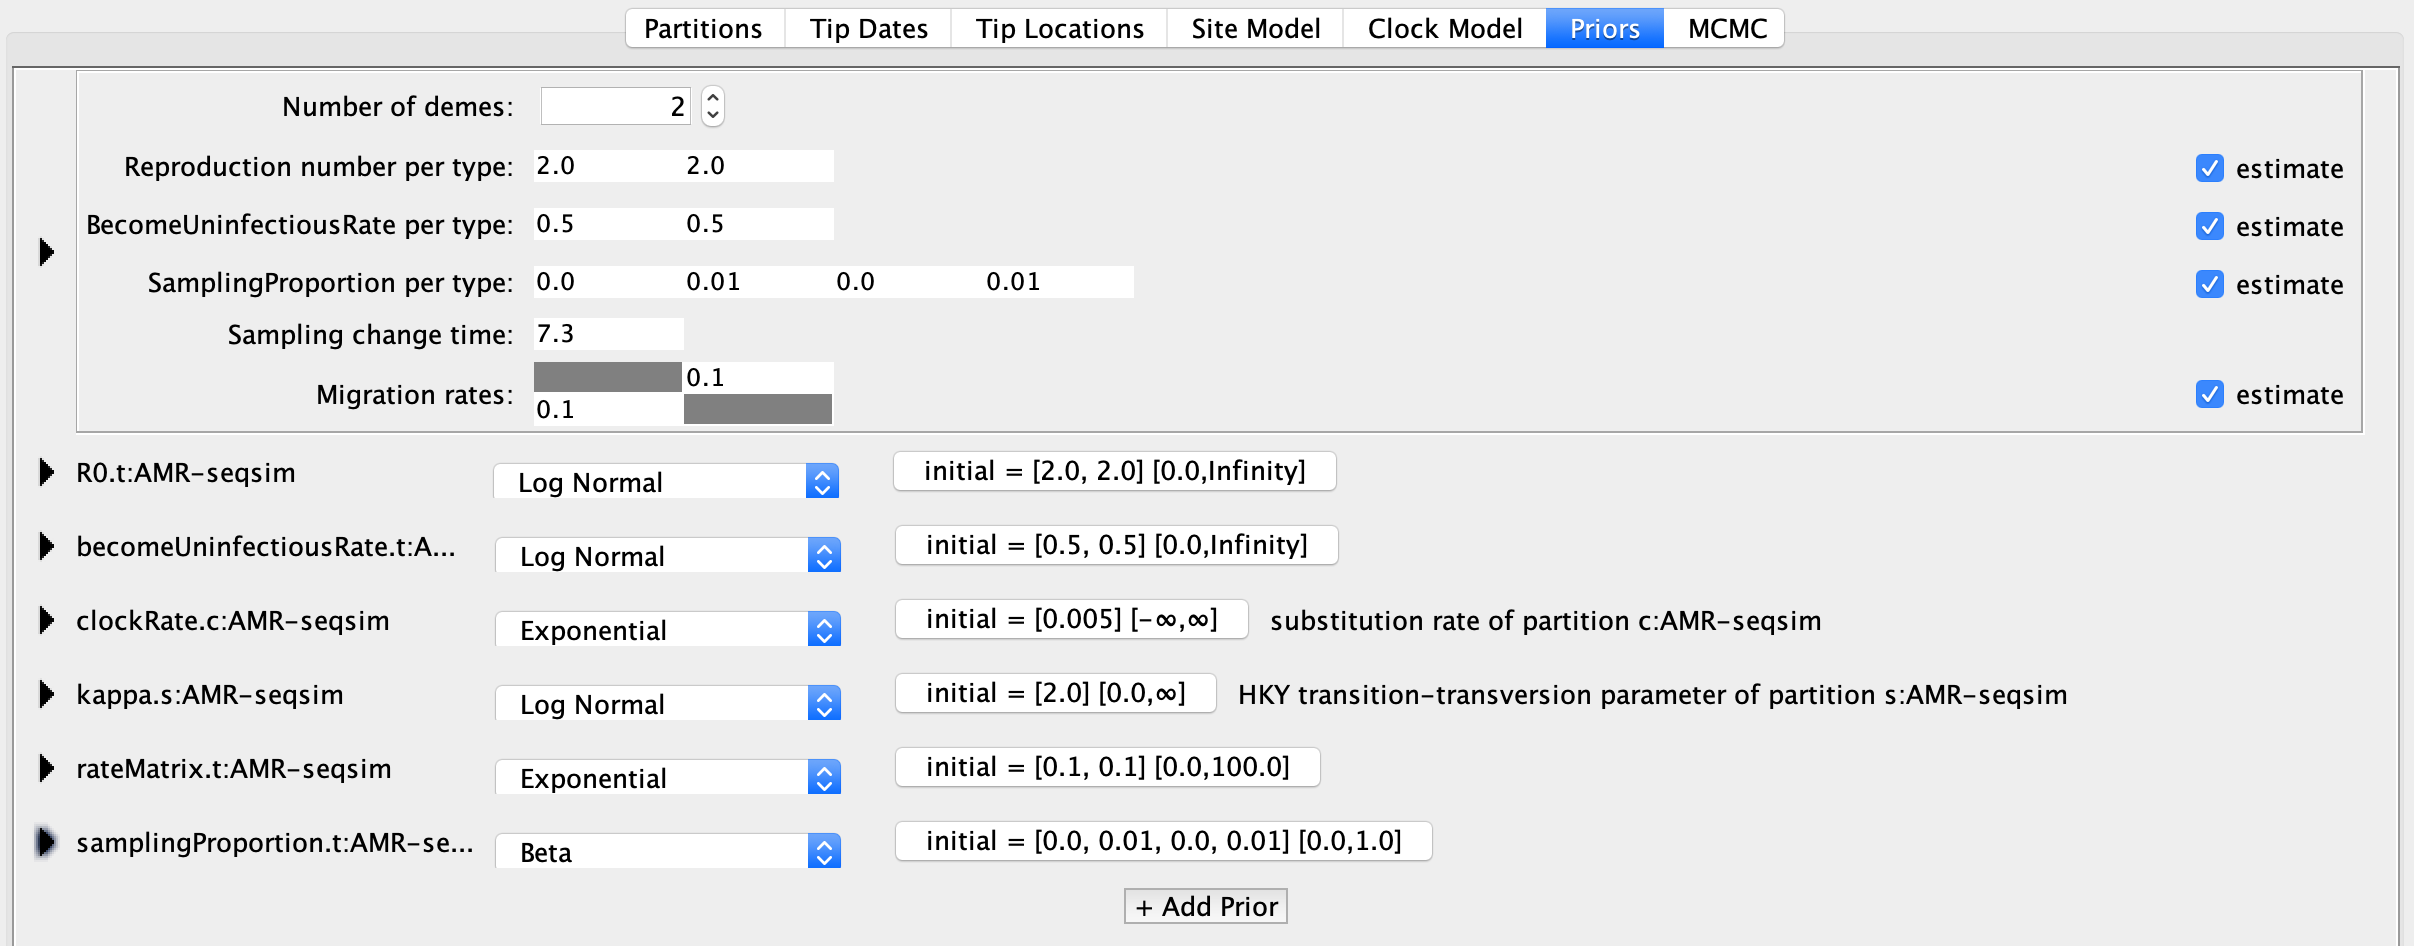 Partitions Tip Dates Tip Locations Site Model Clock Model Priors MCMC
Number of demes: 2
Reproduction number per type: 2.0 2.0 estimate
BecomeUninfectiousRate per type: 0.5 0.5 estimate
SamplingProportion per type: 0.0 0.01 0.0 0.01 estimate
Sampling change time: 7.3
0.1
Migration rates: estimate
0.1
R0.t:AMR-seqsim Log Normal initial = [2.0, 2.0] [0.0,Infinity]
becomeUninfectiousRate.t:A... Log Normal initial = [0.5, 0.5] [0.0,Infinity]
clockRate.c:AMR-seqsim Exponential initial = [0.005] [-∞,∞] substitution rate of partition c:AMR-seqsim
kappa.s:AMR-seqsim Log Normal initial = [2.0] [0.0,∞] HKY transition-transversion parameter of partition s:AMR-seqsim
rateMatrix.t:AMR-seqsim Exponential initial = [0.1, 0.1] [0.0,100.0]
samplingProportion.t:AMR-se... Beta initial = [0.0, 0.01, 0.0, 0.01] [0.0,1.0]
+ Add Prior